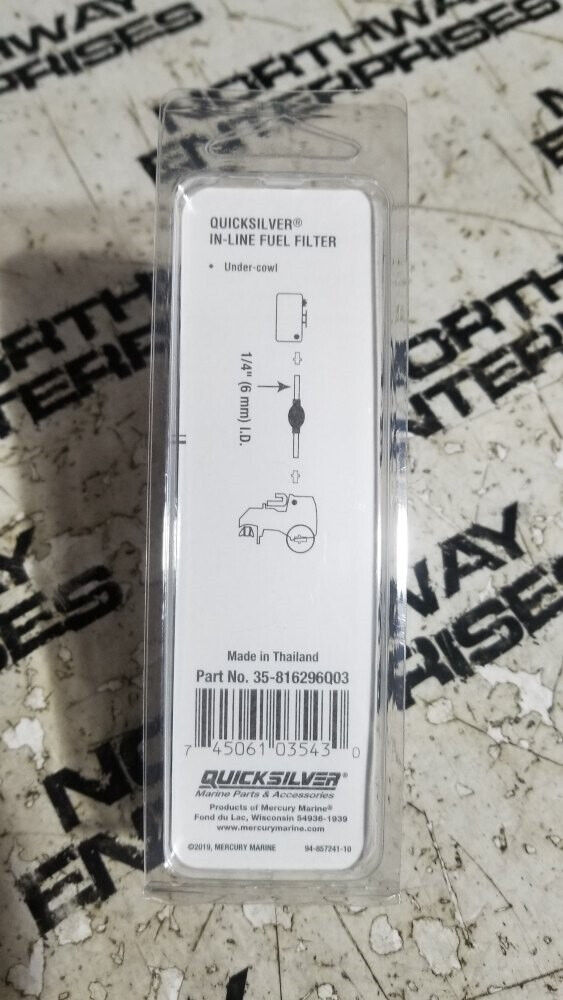 NORTHWAY
ENTERPRISES
QUICKSILVER®
IN-LINE FUEL FILTER
• Under-cowl
1/4" (6 mm) I.D.
Made in Thailand
Part No. 35-816296Q03
7 45061 03543 0
QUICKSILVER®
Marine Parts & Accessories
Products of Mercury Marine®
Fond du Lac, Wisconsin 54936-1939
www.mercurymarine.com
©2019, MERCURY MARINE 94-857241-10